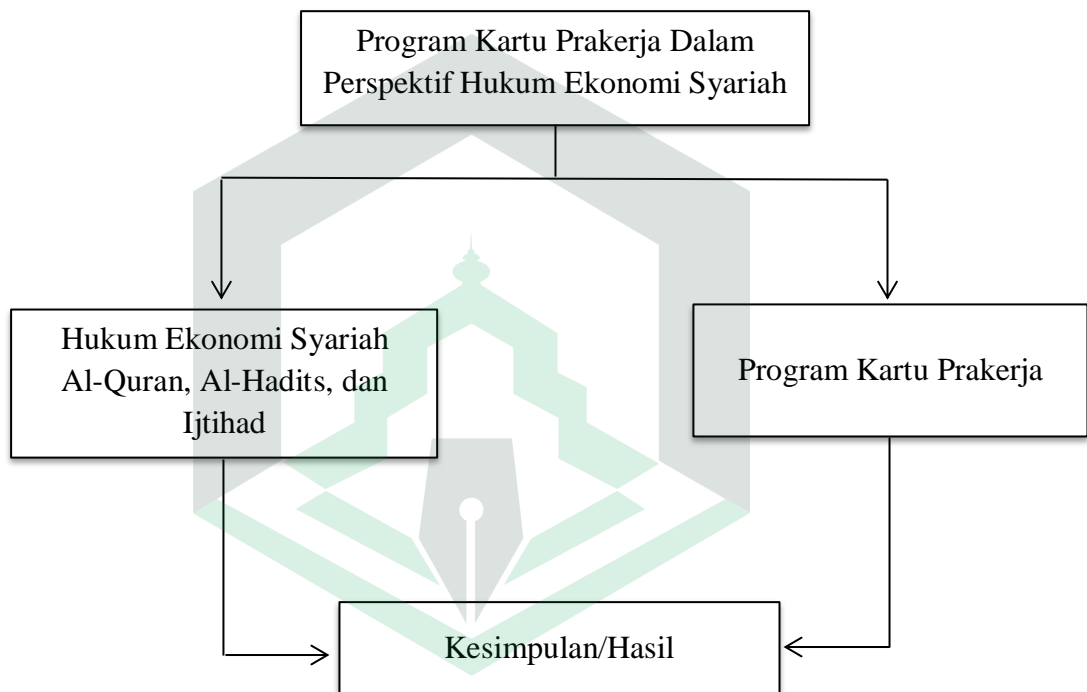 Program Kartu Prakerja Dalam
Perspektif Hukum Ekonomi Syariah
Hukum Ekonomi Syariah
Al-Quran, Al-Hadits, dan
Ijtihad
Program Kartu Prakerja
Kesimpulan/Hasil